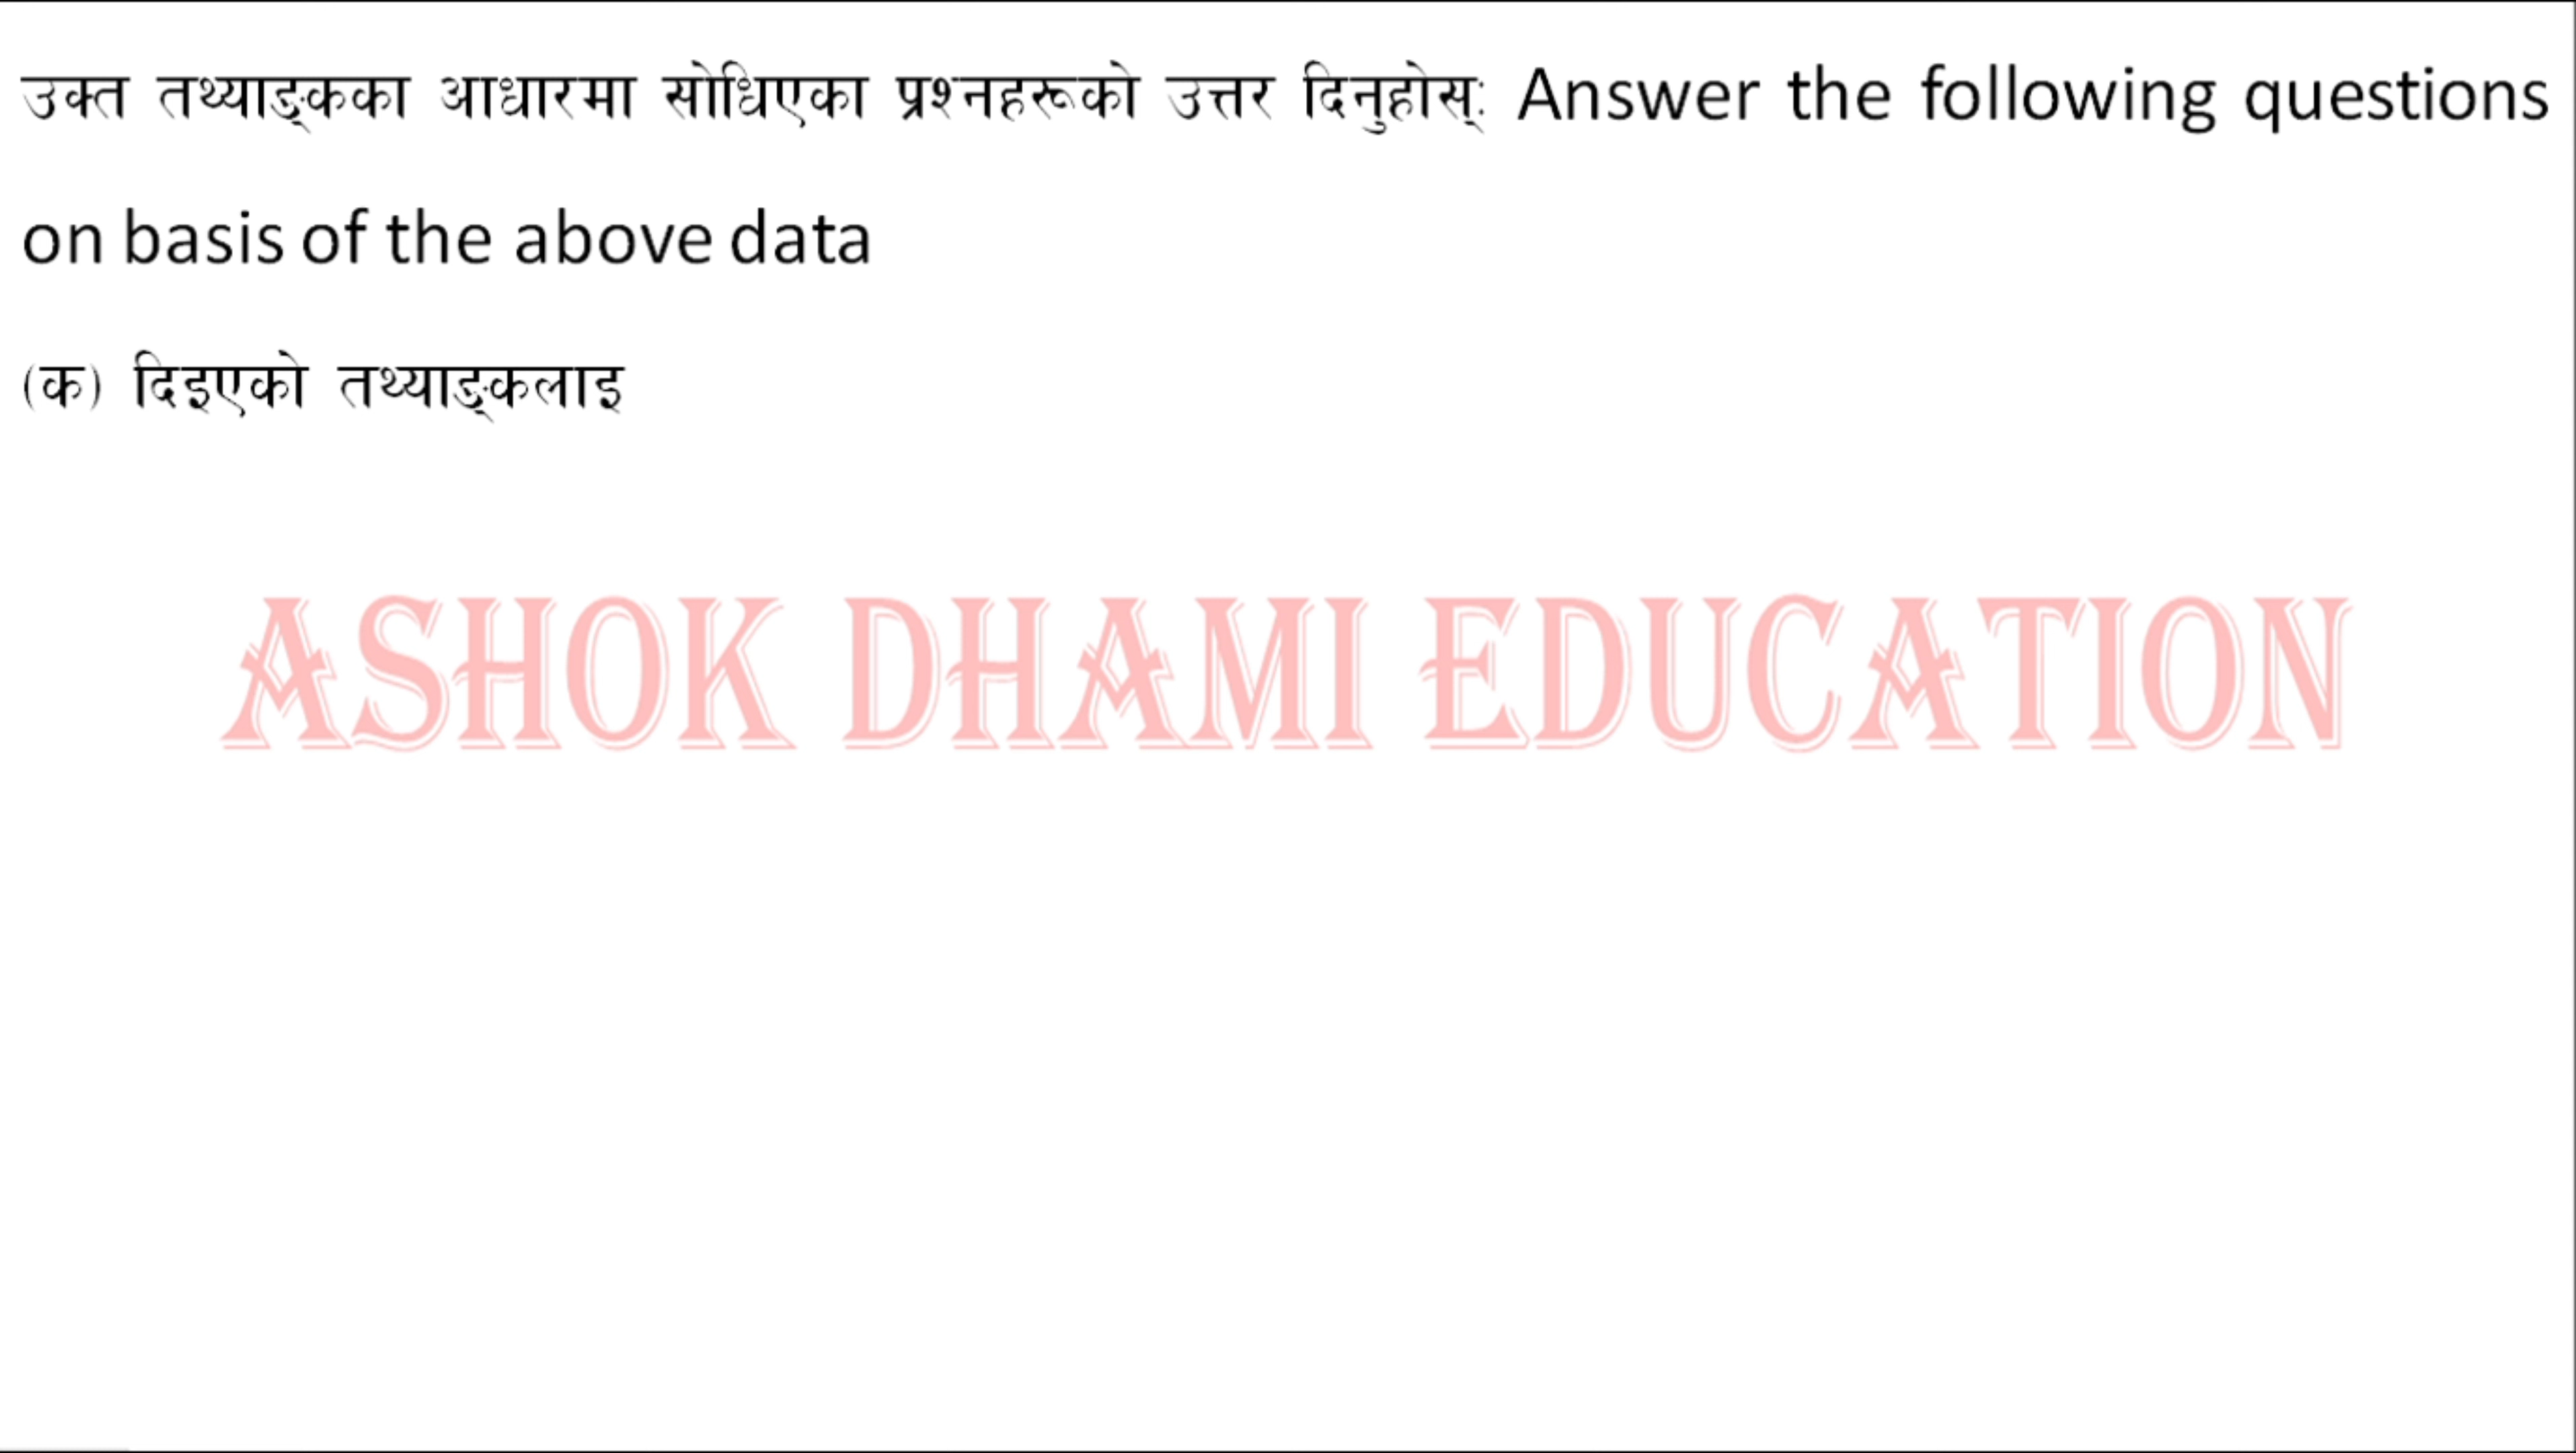 उक्त तथ्याङ्कका आधारमा सोधिएका प्रश्नहरूको उत्तर दिनुहोस्: Answer the following questions
on basis of the above data
(क) दिइएको तथ्याङ्कलाइ
ASHOK DHAMI EDUCATION